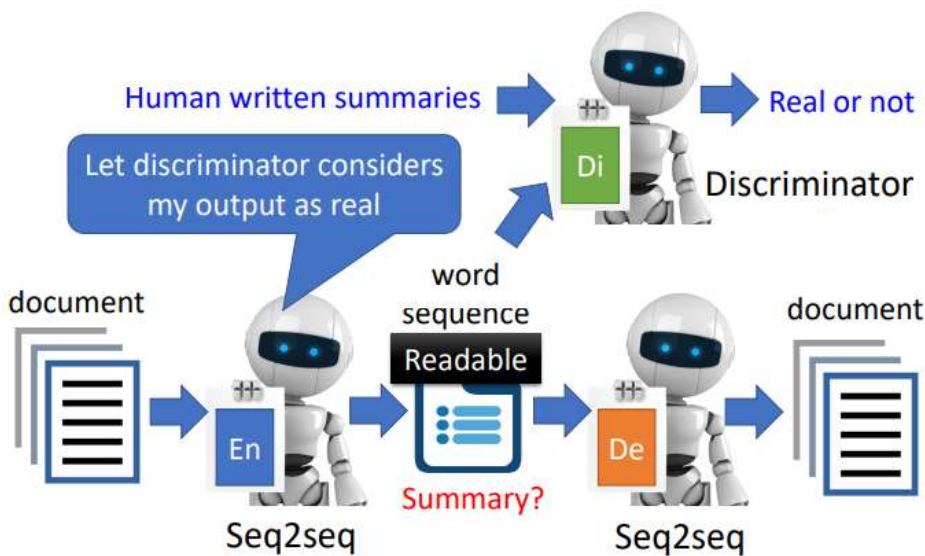 Human written summaries
Real or not
Di
Let discriminator considers
my output as real
Discriminator
word
sequence
document
document
Readable
En
De
Summary?
Seq2seq
Seq2seq